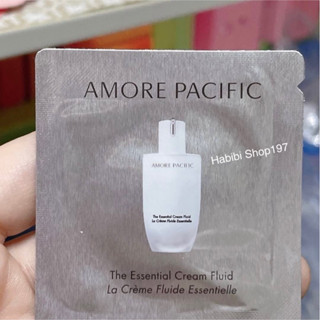 AMORE PACIFIC
Habibi Shop197
AMORE PACIFIC
The Essential Cream Fluid
La Crème Fluide Essentielle
The Essential Cream Fluid
La Crème Fluide Essentielle